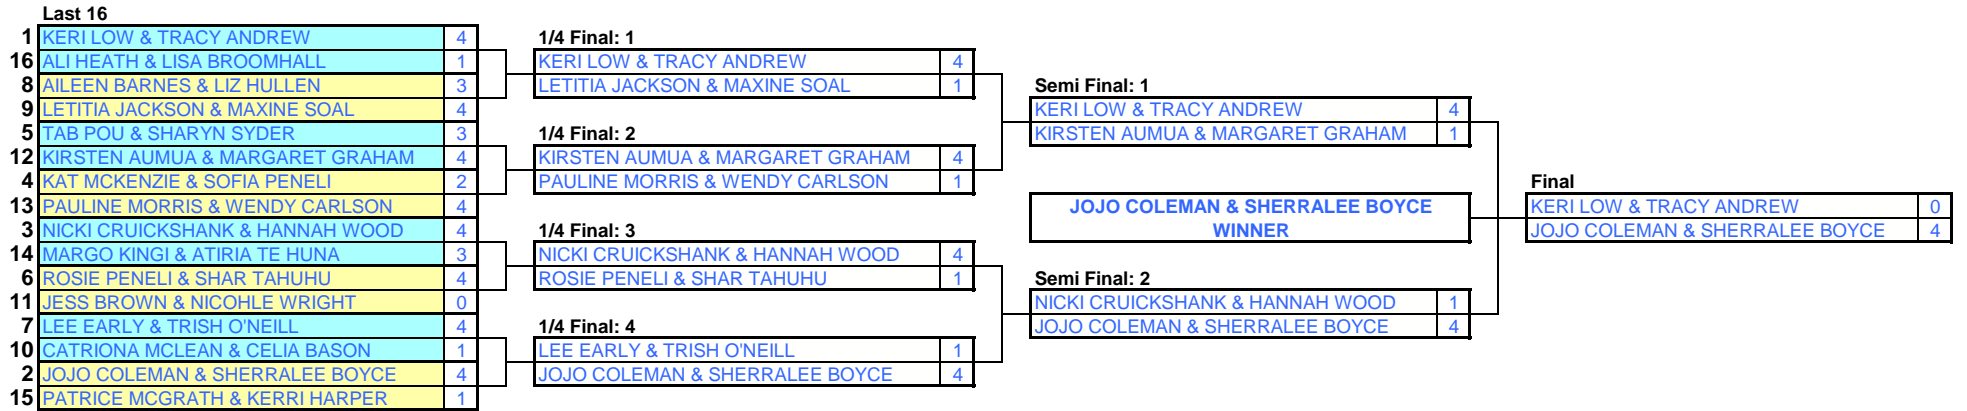 Last 16
1 KERI LOW & TRACY ANDREW 4
16 ALI HEATH & LISA BROOMHALL 1
8 AILEEN BARNES & LIZ HULLEN 3
9 LETITIA JACKSON & MAXINE SOAL 4
5 TAB POU & SHARYN SYDER 3
12 KIRSTEN AUMUA & MARGARET GRAHAM 4
4 KAT MCKENZIE & SOFIA PENELI 2
13 PAULINE MORRIS & WENDY CARLSON 4
3 NICKI CRUICKSHANK & HANNAH WOOD 4
14 MARGO KINGI & ATIRIA TE HUNA 3
6 ROSIE PENELI & SHAR TAHUHU 4
11 JESS BROWN & NICOHLE WRIGHT 0
7 LEE EARLY & TRISH O'NEILL 4
10 CATRIONA MCLEAN & CELIA BASON 1
2 JOJO COLEMAN & SHERRALEE BOYCE 4
15 PATRICE MCGRATH & KERRI HARPER 1
1/4 Final: 1
KERI LOW & TRACY ANDREW 4
LETITIA JACKSON & MAXINE SOAL 1
1/4 Final: 2
KIRSTEN AUMUA & MARGARET GRAHAM 4
PAULINE MORRIS & WENDY CARLSON 1
1/4 Final: 3
NICKI CRUICKSHANK & HANNAH WOOD 4
ROSIE PENELI & SHAR TAHUHU 1
1/4 Final: 4
LEE EARLY & TRISH O'NEILL 1
JOJO COLEMAN & SHERRALEE BOYCE 4
Semi Final: 1
KERI LOW & TRACY ANDREW 4
KIRSTEN AUMUA & MARGARET GRAHAM 1
JOJO COLEMAN & SHERRALEE BOYCE
WINNER
Semi Final: 2
NICKI CRUICKSHANK & HANNAH WOOD 1
JOJO COLEMAN & SHERRALEE BOYCE 4
Final
KERI LOW & TRACY ANDREW 0
JOJO COLEMAN & SHERRALEE BOYCE 4